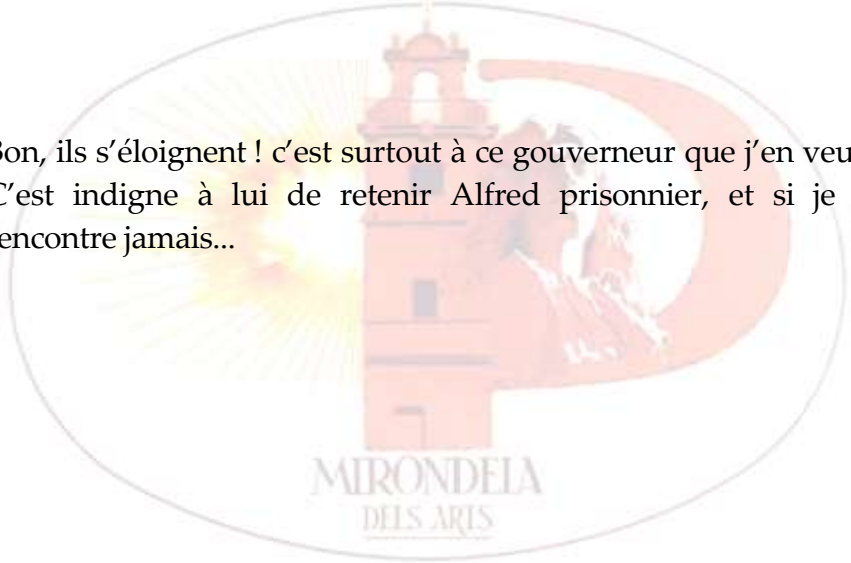 Bon, ils s’éloignent ! c’est surtout à ce gouverneur que j’en veu
C’est indigne à lui de retenir Alfred prisonnier, et si je
rencontre jamais...
MIRONDELA
DELS ARTS